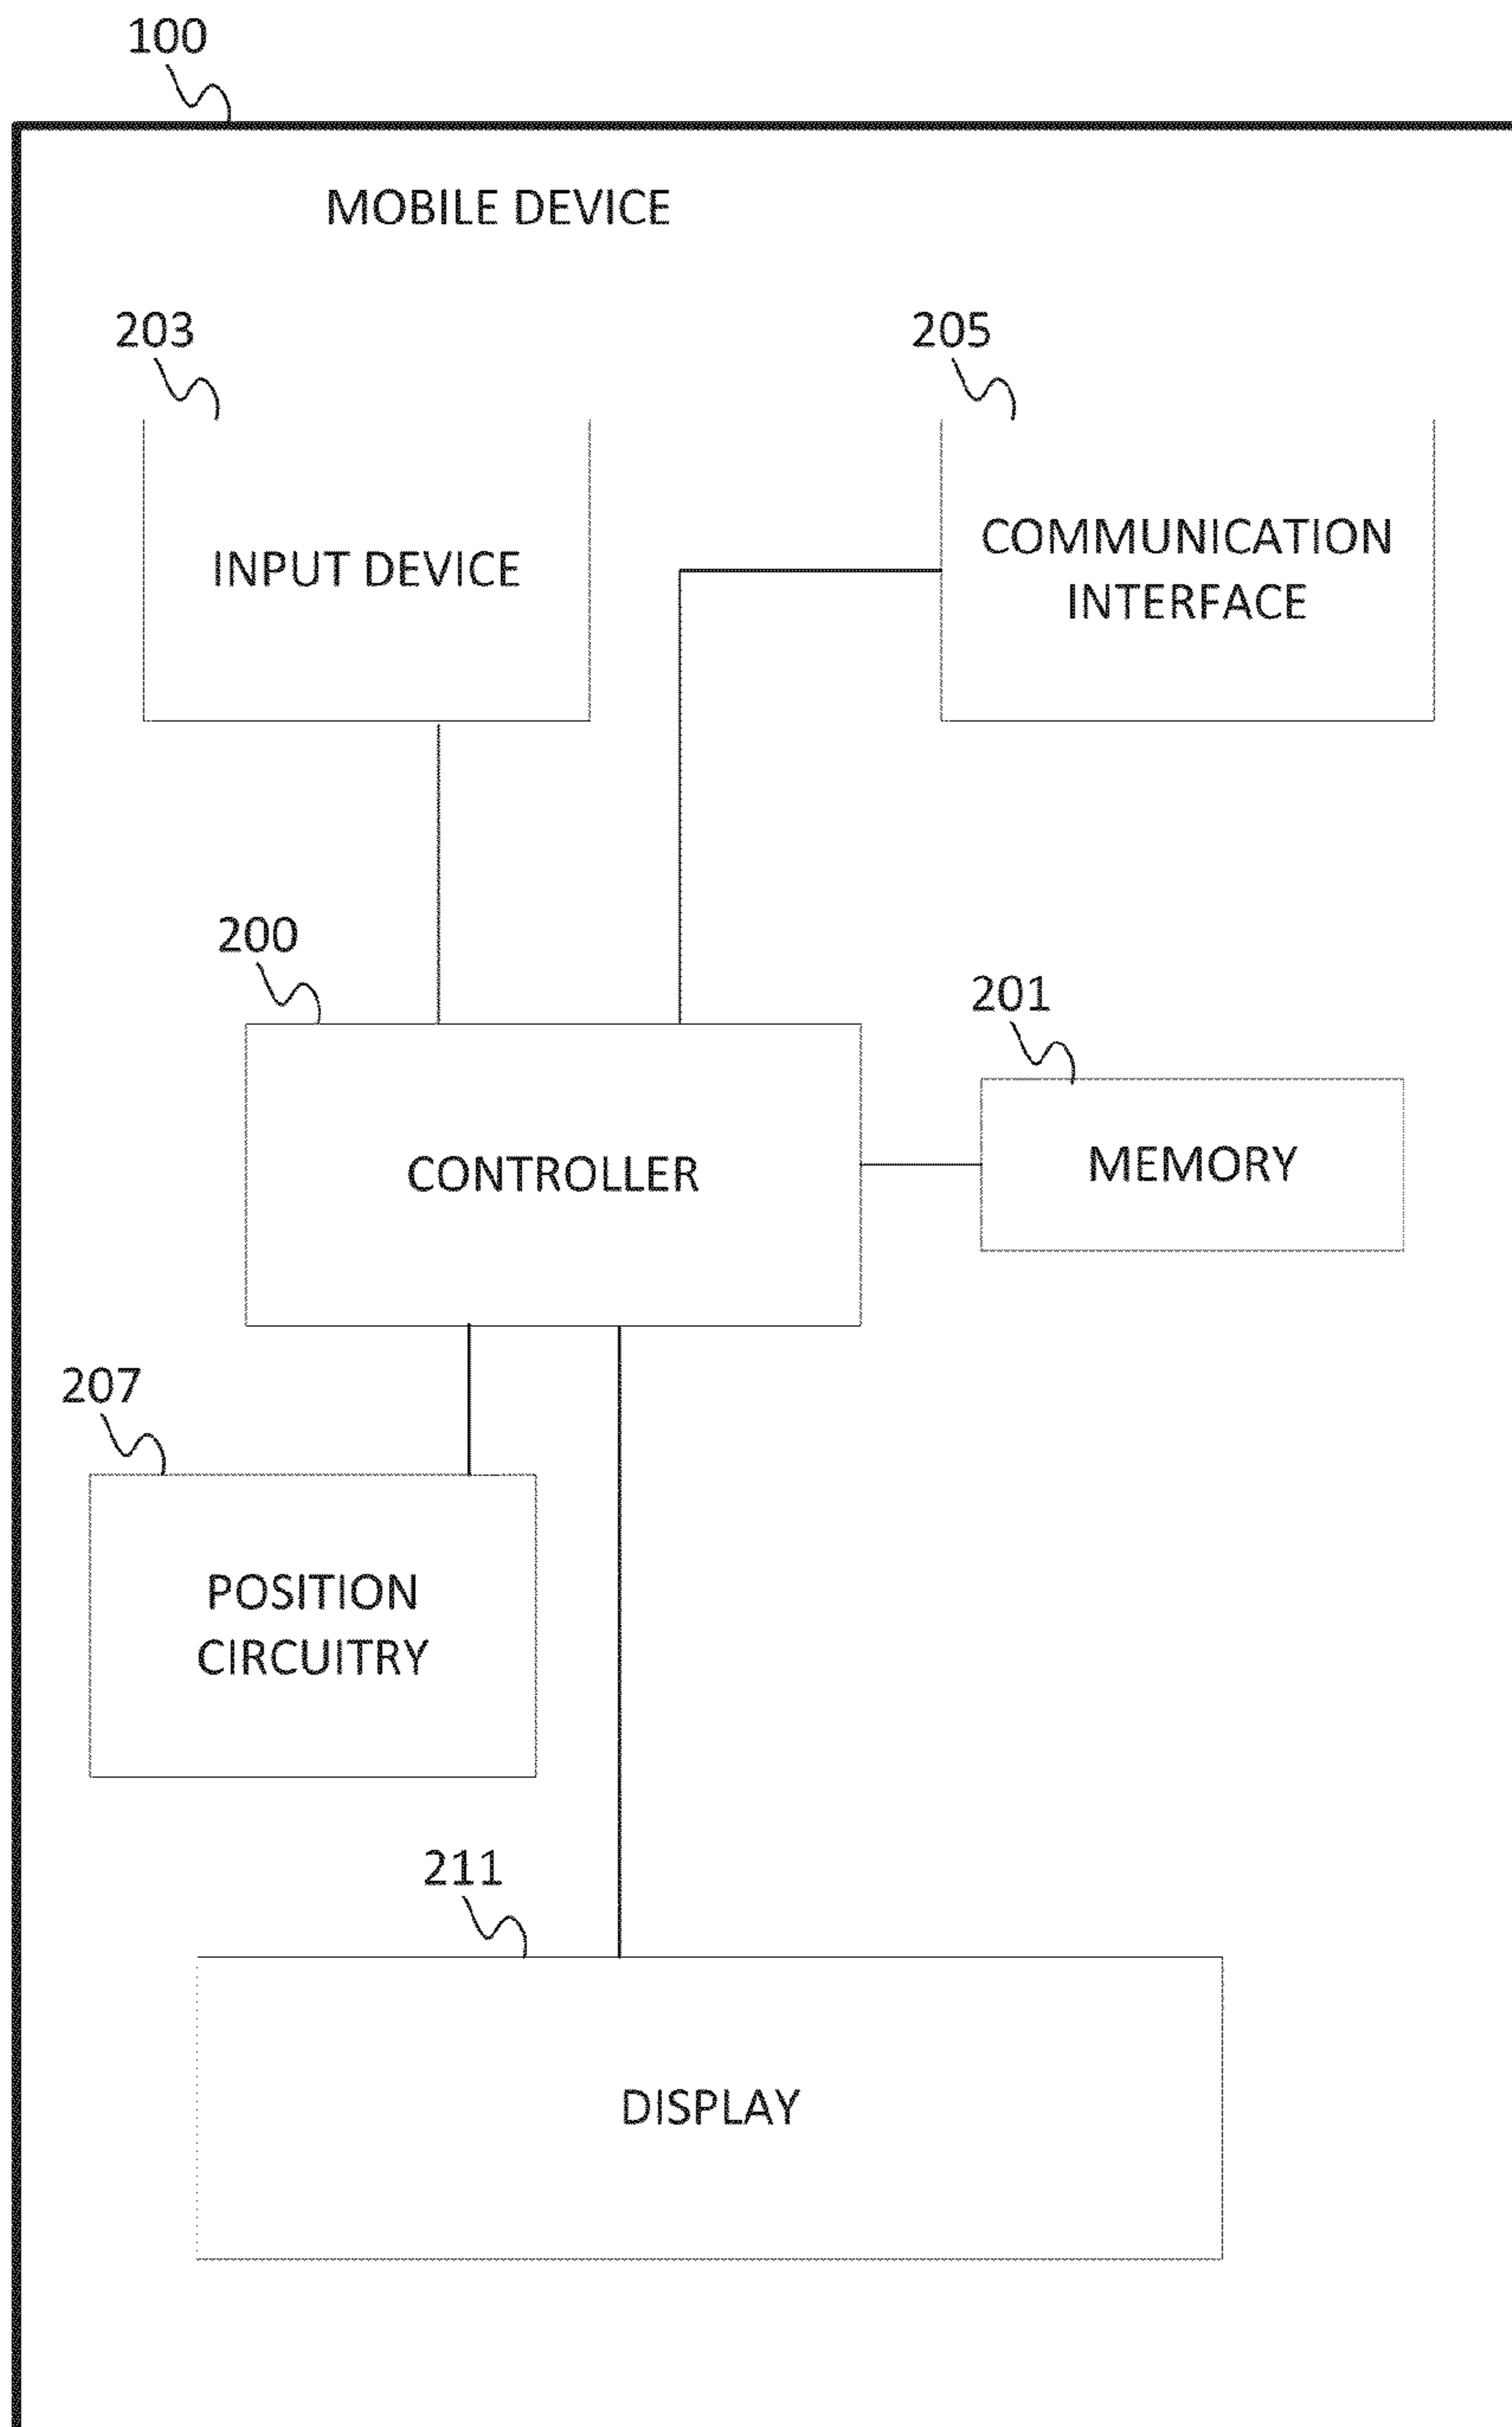 100
MOBILE DEVICE
203
205
INPUT DEVICE
COMMUNICATION
INTERFACE
200
201
CONTROLLER
MEMORY
207
POSITION
CIRCUITRY
211
DISPLAY